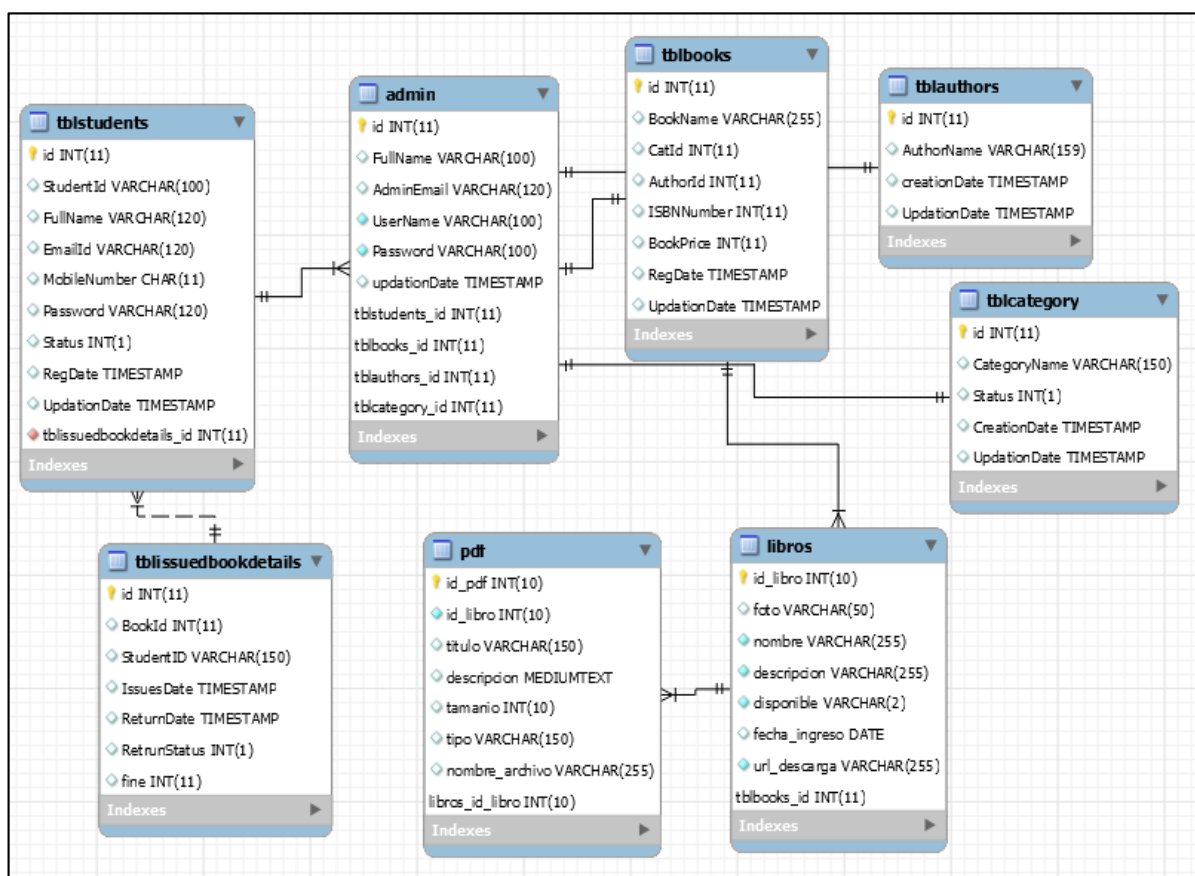 tblstudents
id INT(11)
StudentId VARCHAR(100)
FullName VARCHAR(120)
EmailId VARCHAR(120)
MobileNumber CHAR(11)
Password VARCHAR(120)
Status INT(1)
RegDate TIMESTAMP
UpdationDate TIMESTAMP
tblissuedbookdetails_id INT(11)
Indexes
admin
id INT(11)
FullName VARCHAR(100)
AdminEmail VARCHAR(120)
UserName VARCHAR(100)
Password VARCHAR(100)
updationDate TIMESTAMP
tblstudents_id INT(11)
tblbooks_id INT(11)
tblauthors_id INT(11)
tblcategory_id INT(11)
Indexes
tblbooks
id INT(11)
BookName VARCHAR(255)
CatId INT(11)
AuthorId INT(11)
ISBNNumber INT(11)
BookPrice INT(11)
RegDate TIMESTAMP
UpdationDate TIMESTAMP
Indexes
tblauthors
id INT(11)
AuthorName VARCHAR(159)
creationDate TIMESTAMP
UpdationDate TIMESTAMP
Indexes
tblcategory
id INT(11)
CategoryName VARCHAR(150)
Status INT(1)
CreationDate TIMESTAMP
UpdationDate TIMESTAMP
Indexes
tblissuedbookdetails
id INT(11)
BookId INT(11)
StudentID VARCHAR(150)
IssuesDate TIMESTAMP
ReturnDate TIMESTAMP
RetrunStatus INT(1)
fine INT(11)
Indexes
pdf
id_pdf INT(10)
id_libro INT(10)
titulo VARCHAR(150)
descripcion MEDIUMTEXT
tamanio INT(10)
tipo VARCHAR(150)
nombre_archivo VARCHAR(255)
libros_id_libro INT(10)
Indexes
libros
id_libro INT(10)
foto VARCHAR(50)
nombre VARCHAR(255)
descripcion VARCHAR(255)
disponible VARCHAR(2)
fecha_ingreso DATE
url_descarga VARCHAR(255)
tblbooks_id INT(11)
Indexes